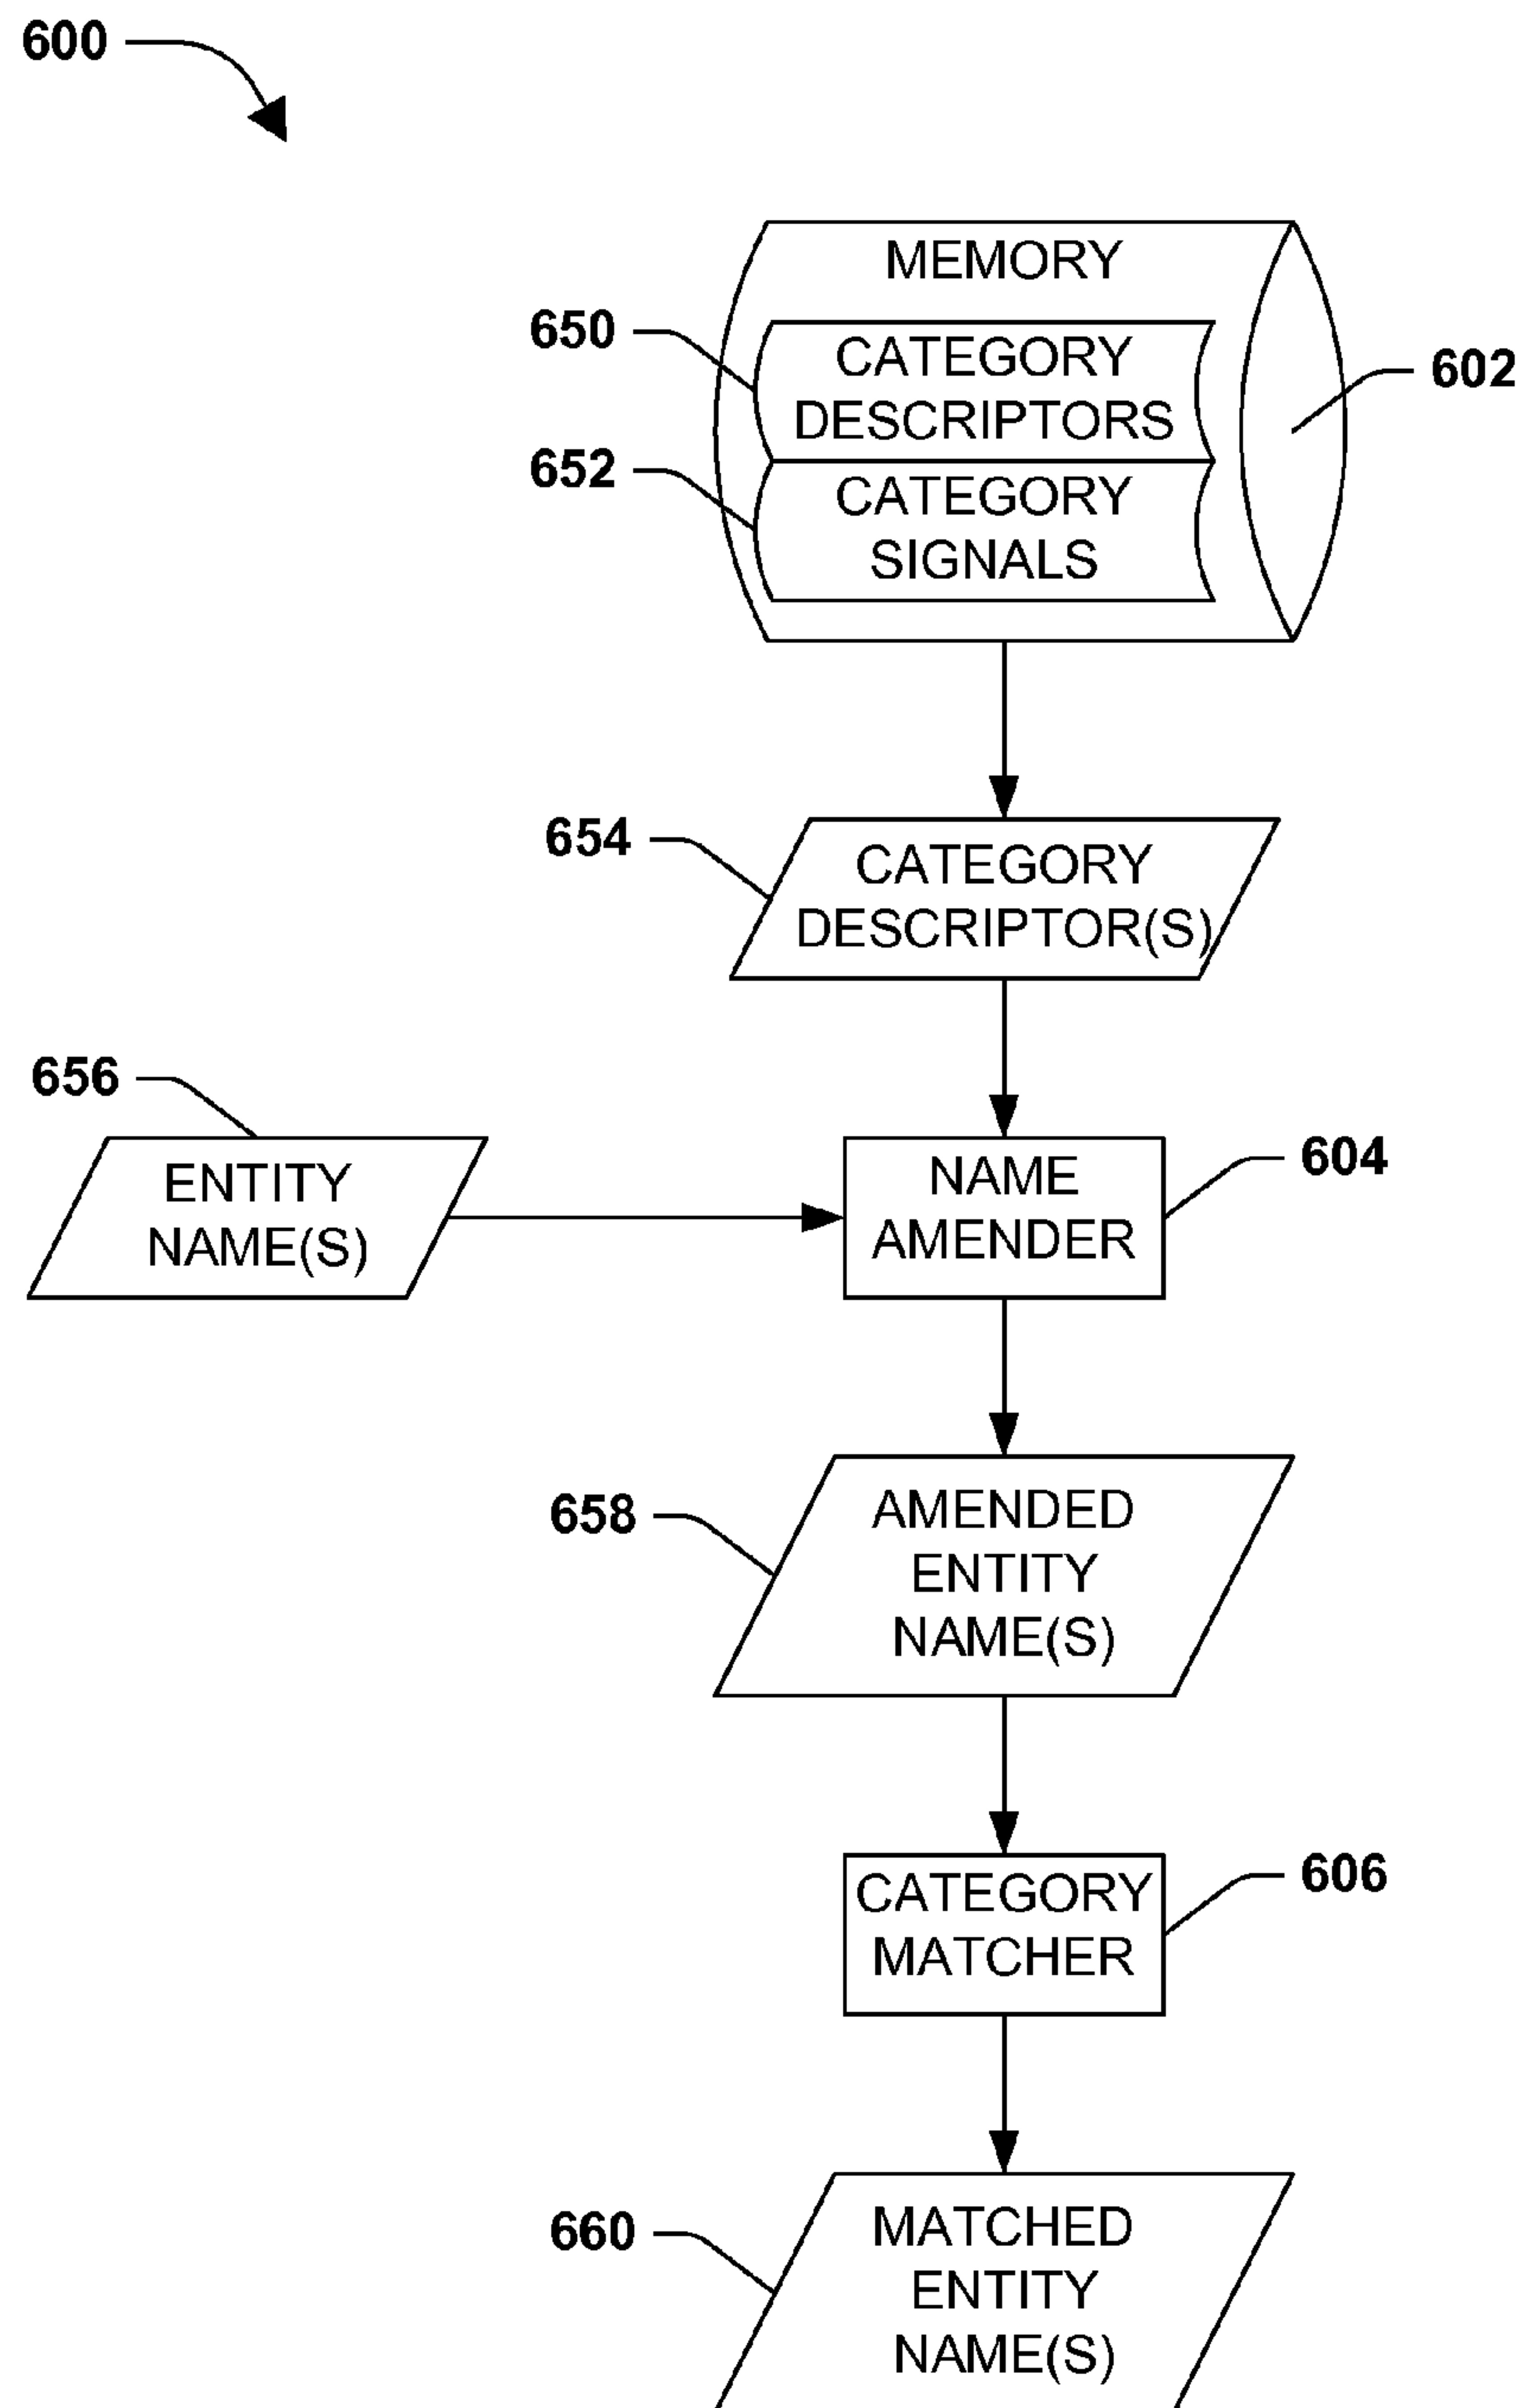 600
MEMORY
650
CATEGORY
DESCRIPTORS
602
652
CATEGORY
SIGNALS
654
CATEGORY
DESCRIPTOR(S)
656
ENTITY
NAME(S)
NAME
AMENDER
604
658
AMENDED
ENTITY
NAME(S)
CATEGORY
MATCHER
606
660
MATCHED
ENTITY
NAME(S)